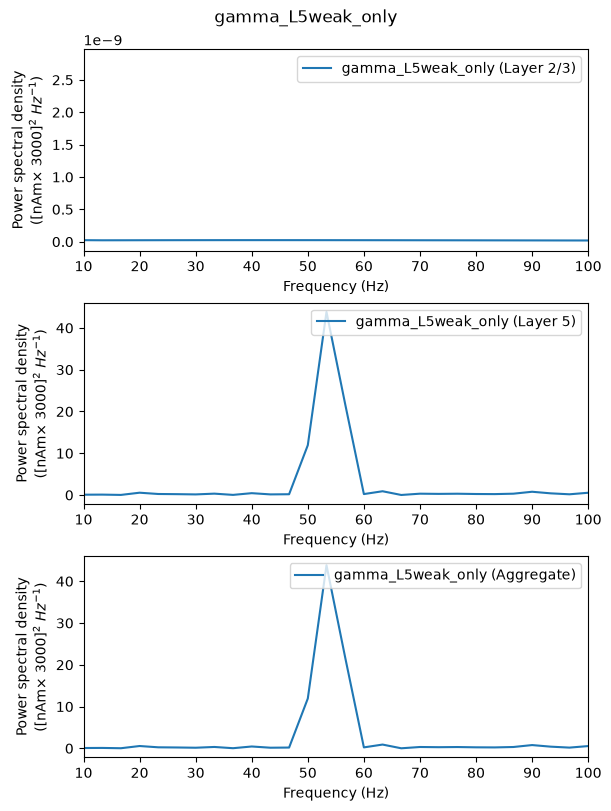 gamma_L5weak_only
1e−9
gamma_L5weak_only (Layer 2/3)
Power spectral density
([nAm× 3000]² Hz⁻¹)
2.5
2.0
1.5
1.0
0.5
0.0
10 20 30 40 50 60 70 80 90 100
Frequency (Hz)
gamma_L5weak_only (Layer 5)
Power spectral density
([nAm× 3000]² Hz⁻¹)
40
30
20
10
0
10 20 30 40 50 60 70 80 90 100
Frequency (Hz)
gamma_L5weak_only (Aggregate)
Power spectral density
([nAm× 3000]² Hz⁻¹)
40
30
20
10
0
10 20 30 40 50 60 70 80 90 100
Frequency (Hz)